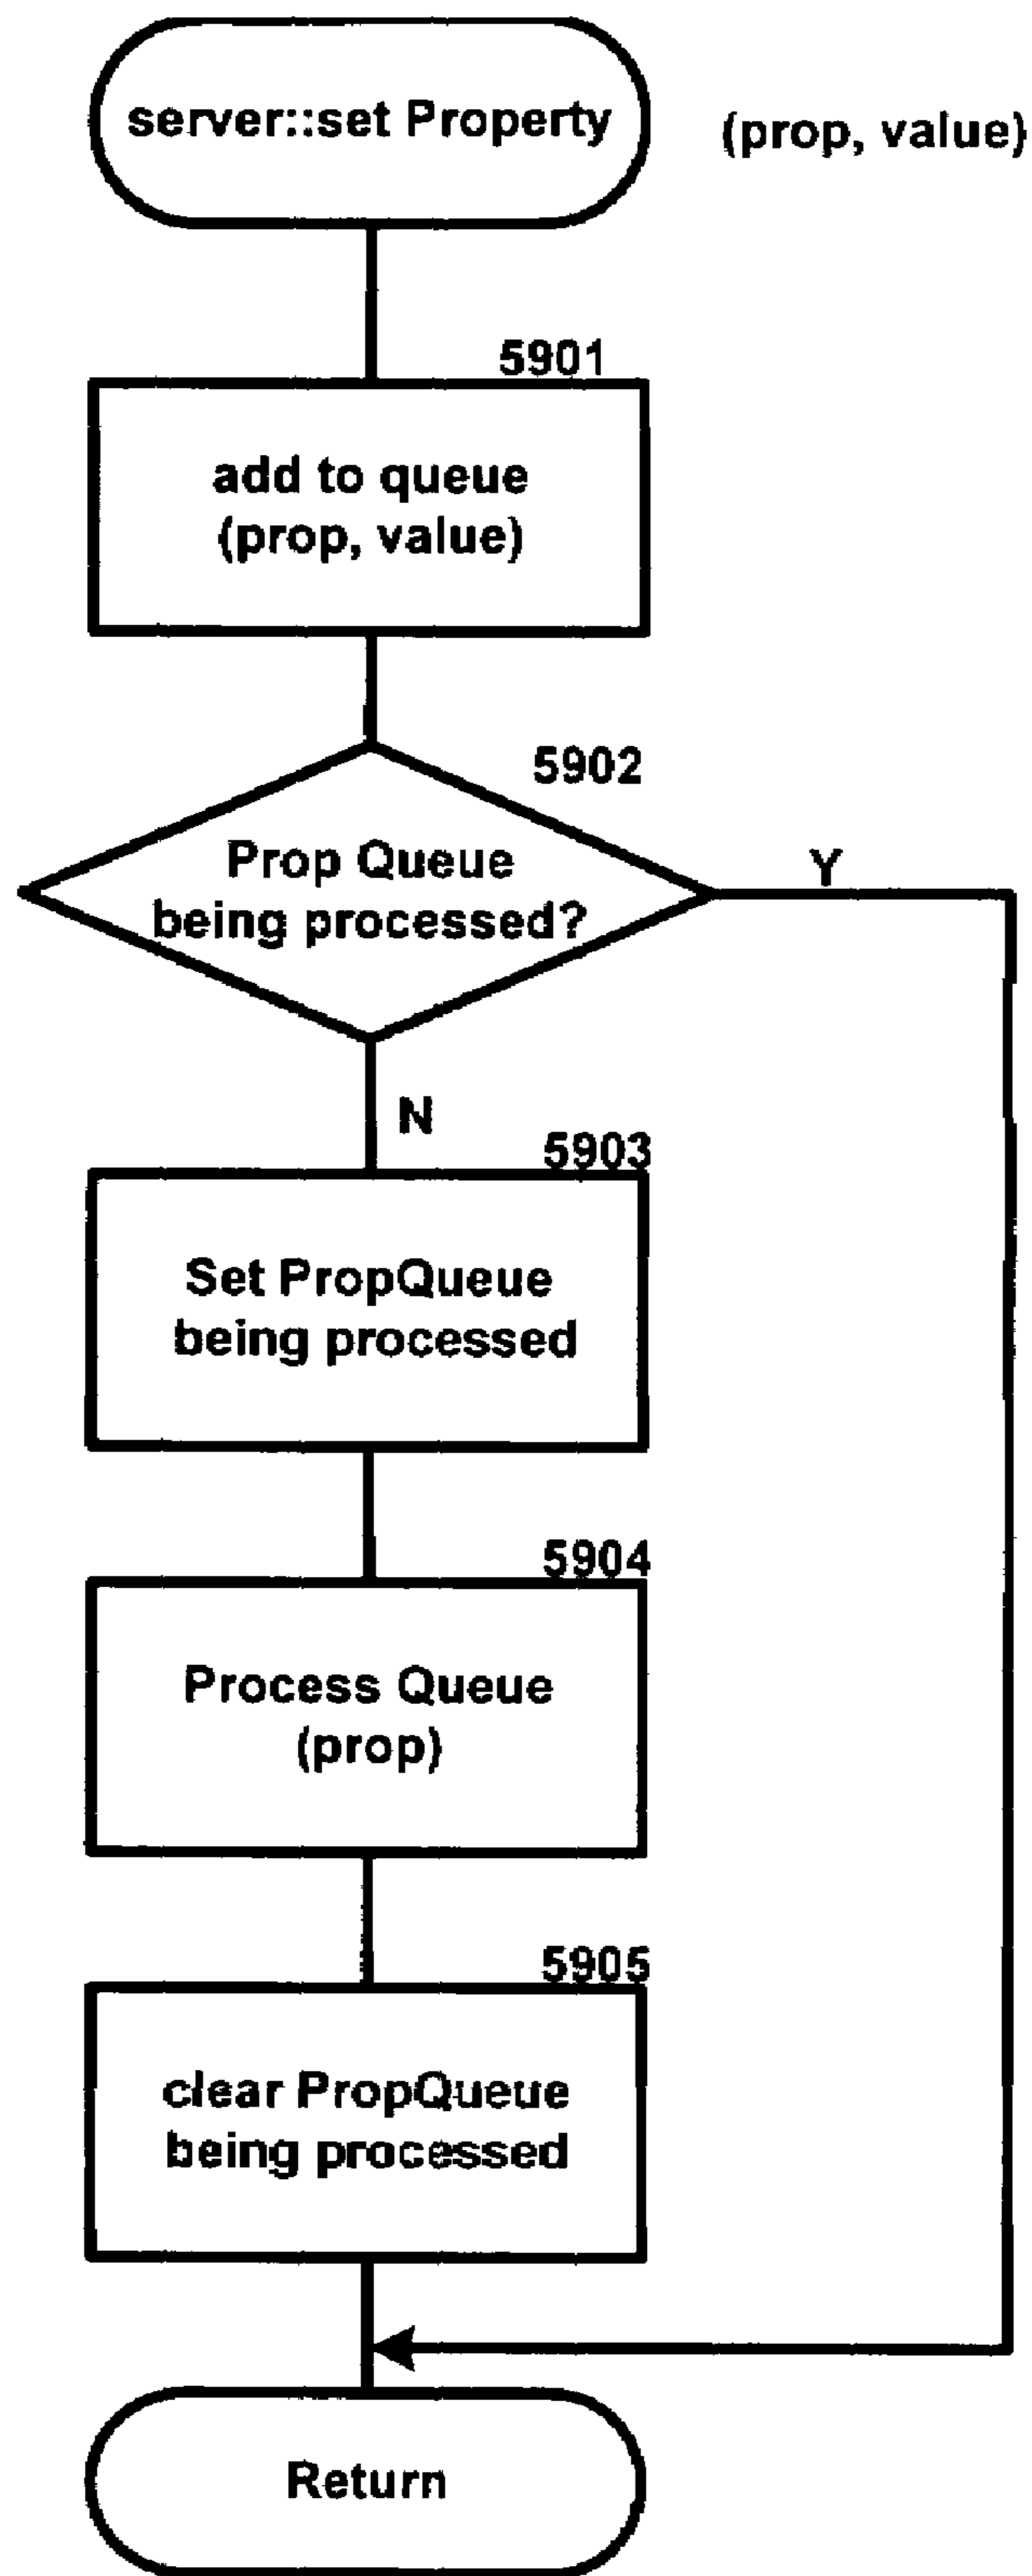 server::set Property
(prop, value)
5901
add to queue
(prop, value)
5902
Prop Queue
being processed?
Y
N
5903
Set PropQueue
being processed
5904
Process Queue
(prop)
5905
clear PropQueue
being processed
Return